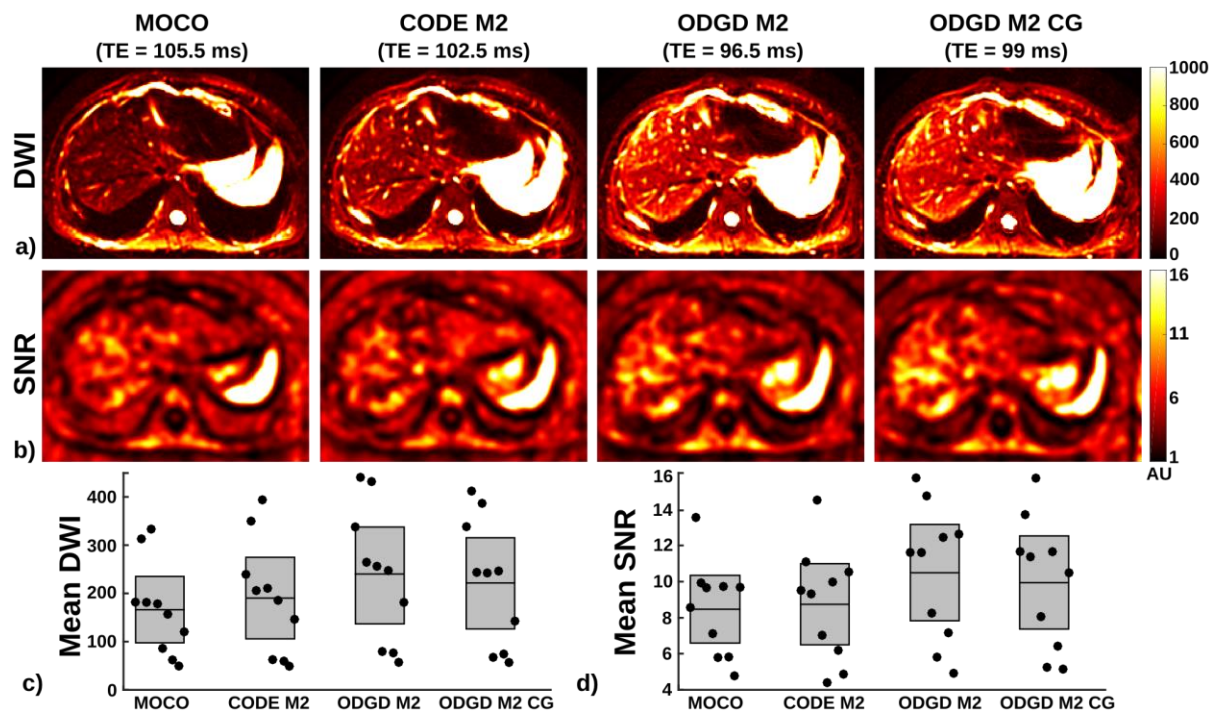 MOCO CODE M2 ODGD M2 ODGD M2 CG
(TE = 105.5 ms) (TE = 102.5 ms) (TE = 96.5 ms) (TE = 99 ms)
DWI
a)
1000
800
600
400
200
0
SNR
b)
16
11
6
1
AU
Mean DWI
c)
400
300
200
100
0
MOCO CODE M2 ODGD M2 ODGD M2 CG
Mean SNR
d)
16
14
12
10
8
6
4
MOCO CODE M2 ODGD M2 ODGD M2 CG